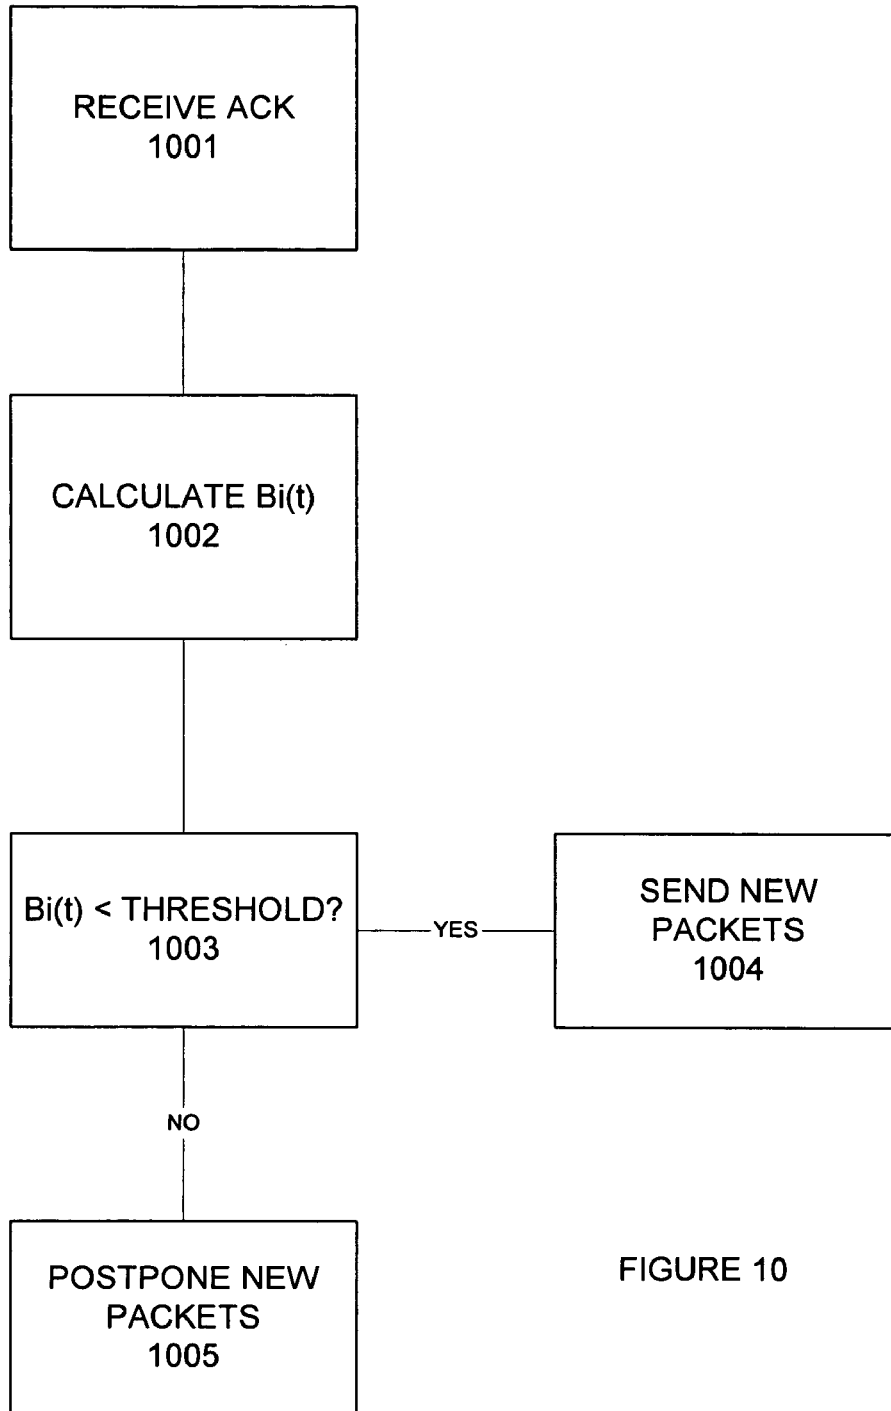 RECEIVE ACK
1001
CALCULATE Bi(t)
1002
Bi(t) < THRESHOLD?
1003
YES
SEND NEW
PACKETS
1004
NO
POSTPONE NEW
PACKETS
1005
FIGURE 10